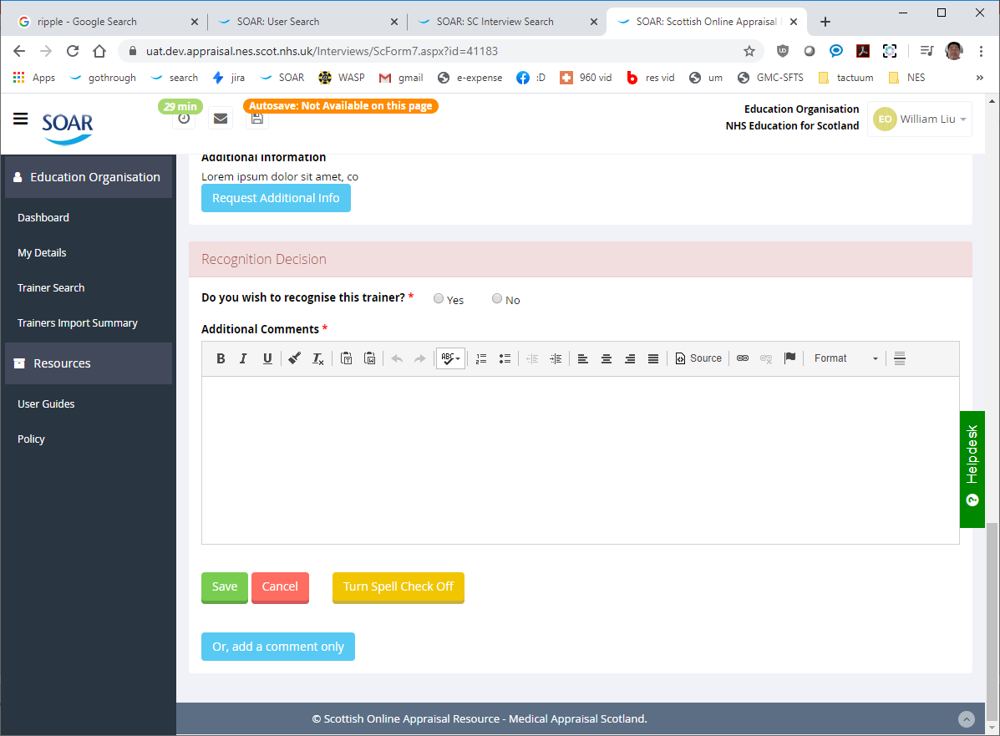 ripple - Google Search
SOAR: User Search
SOAR: SC Interview Search
SOAR: Scottish Online Appraisal
uat.dev.appraisal.nes.scot.nhs.uk/Interviews/ScForm7.aspx?id=41183
Apps gothrough search jira SOAR WASP gmail e-expense :D 960 vid res vid um GMC-SFTS tactuum NES »
29 min
Autosave: Not Available on this page
SOAR
Education Organisation
NHS Education for Scotland
EO William Liu
Education Organisation
Dashboard
My Details
Trainer Search
Trainers Import Summary
Resources
User Guides
Policy
Additional Information
Lorem ipsum dolor sit amet, co
Request Additional Info
Recognition Decision
Do you wish to recognise this trainer? * Yes No
Additional Comments *
B I U ABC Source Format
Save Cancel Turn Spell Check Off
Or, add a comment only
Helpdesk
© Scottish Online Appraisal Resource - Medical Appraisal Scotland.